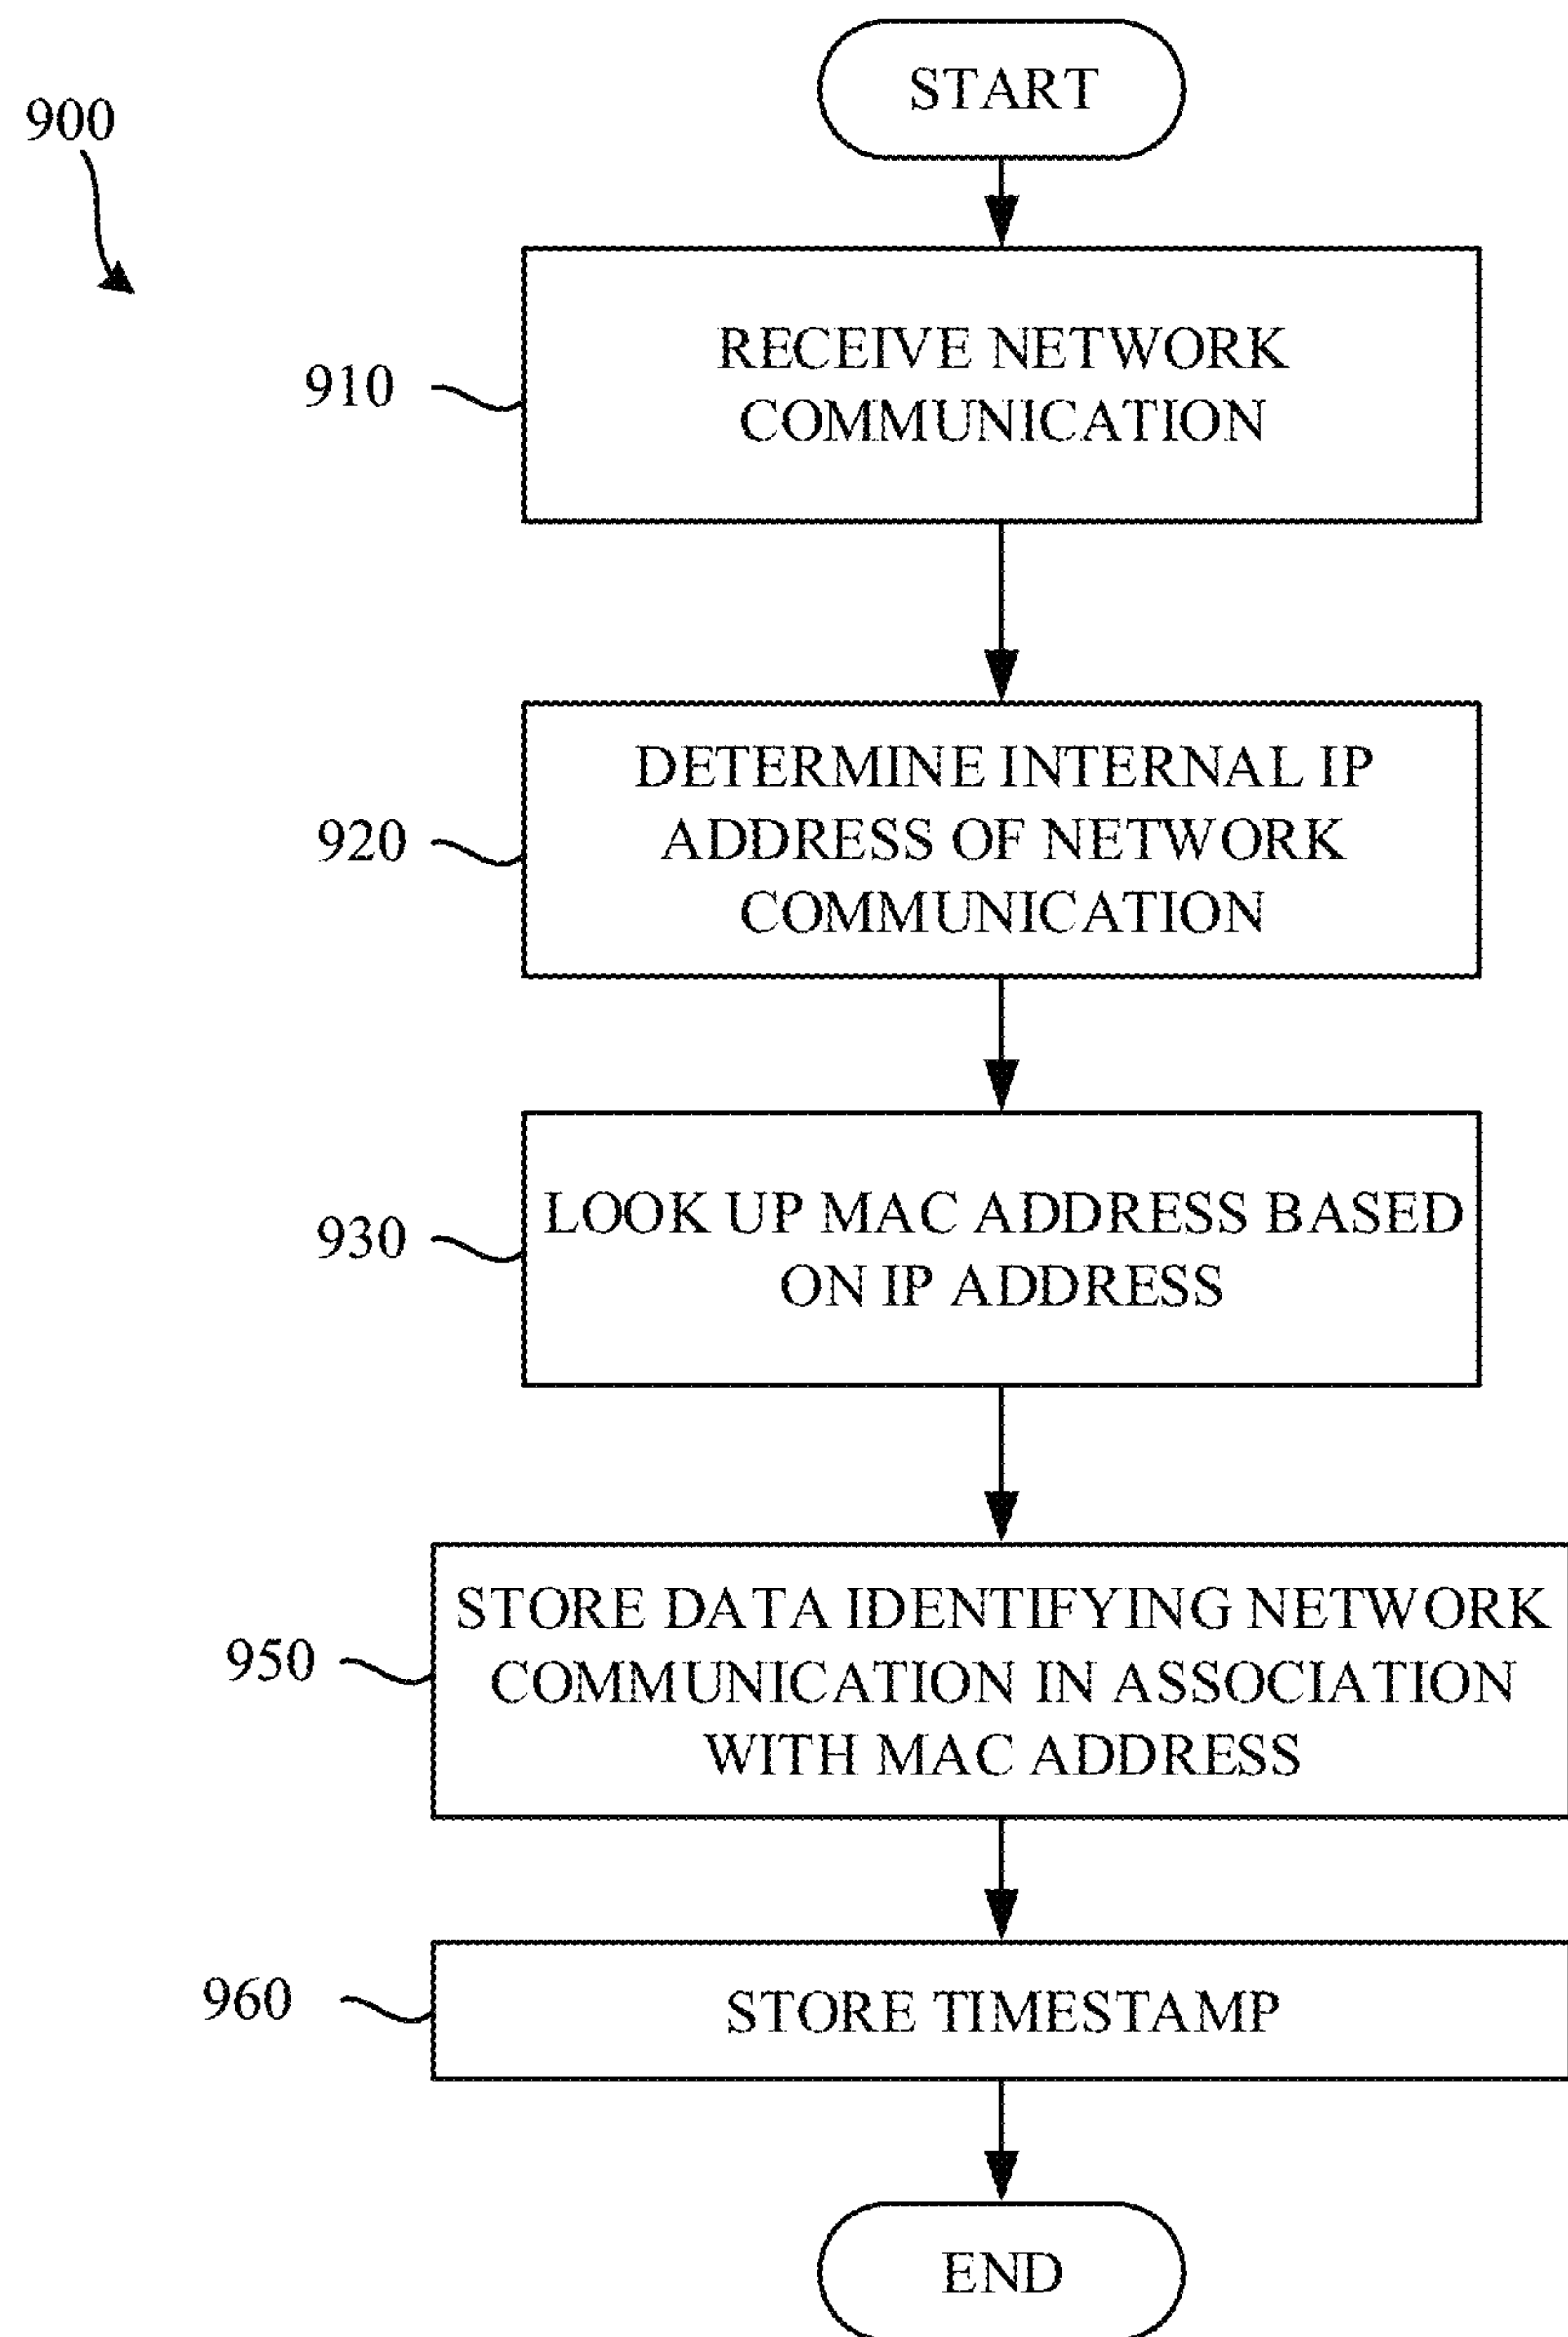 START
900
RECEIVE NETWORK
COMMUNICATION
910
DETERMINE INTERNAL IP
ADDRESS OF NETWORK
COMMUNICATION
920
LOOK UP MAC ADDRESS BASED
ON IP ADDRESS
930
STORE DATA IDENTIFYING NETWORK
COMMUNICATION IN ASSOCIATION
WITH MAC ADDRESS
950
STORE TIMESTAMP
960
END